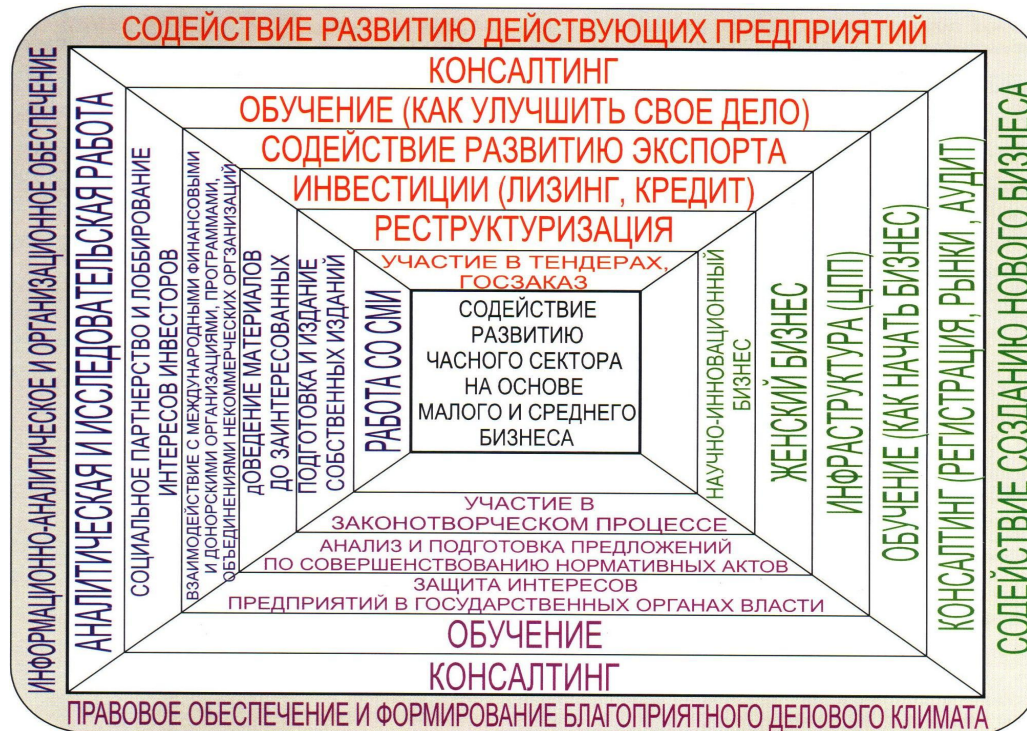 СОДЕЙСТВИЕ РАЗВИТИЮ ДЕЙСТВУЮЩИХ ПРЕДПРИЯТИЙ
КОНСАЛТИНГ
ОБУЧЕНИЕ (КАК УЛУЧШИТЬ СВОЕ ДЕЛО)
СОДЕЙСТВИЕ РАЗВИТИЮ ЭКСПОРТА
ИНВЕСТИЦИИ (ЛИЗИНГ, КРЕДИТ)
РЕСТРУКТУРИЗАЦИЯ
УЧАСТИЕ В ТЕНДЕРАХ,
ГОСЗАКАЗ
ИНФОРМАЦИОННО-АНАЛИТИЧЕСКОЕ И ОРГАНИЗАЦИОННОЕ ОБЕСПЕЧЕНИЕ
АНАЛИТИЧЕСКАЯ И ИССЛЕДОВАТЕЛЬСКАЯ РАБОТА
СОЦИАЛЬНОЕ ПАРТНЕРСТВО И ЛОББИРОВАНИЕ
ИНТЕРЕСОВ ИНВЕСТОРОВ
ВЗАИМОДЕЙСТВИЕ С МЕЖДУНАРОДНЫМИ ФИНАНСОВЫМИ
И ДОНОРСКИМИ ОРГАНИЗАЦИЯМИ, ПРОГРАММАМИ,
ОБЪЕДИНЕНИЯМИ НЕКОММЕРЧЕСКИХ ОРГЗАНИЗАЦИЙ
ДОВЕДЕНИЕ МАТЕРИАЛОВ
ДО ЗАИНТЕРЕСОВАННЫХ
ПОДГОТОВКА И ИЗДАНИЕ
СОБСТВЕННЫХ ИЗДАНИЙ
РАБОТА СО СМИ
СОДЕЙСТВИЕ
РАЗВИТИЮ
ЧАСНОГО СЕКТОРА
НА ОСНОВЕ
МАЛОГО И СРЕДНЕГО
БИЗНЕСА
НАУЧНО-ИННОВАЦИОННЫЙ
БИЗНЕС
ЖЕНСКИЙ БИЗНЕС
ИНФРАСТРУКТУРА (ЦПП)
ОБУЧЕНИЕ (КАК НАЧАТЬ БИЗНЕС)
КОНСАЛТИНГ (РЕГИСТРАЦИЯ, РЫНКИ , АУДИТ)
СОДЕЙСТВИЕ СОЗДАНИЮ НОВОГО БИЗНЕСА
УЧАСТИЕ В
ЗАКОНОТВОРЧЕСКОМ ПРОЦЕССЕ
АНАЛИЗ И ПОДГОТОВКА ПРЕДЛОЖЕНИЙ
ПО СОВЕРШЕНСТВОВАНИЮ НОРМАТИВНЫХ АКТОВ
ЗАЩИТА ИНТЕРЕСОВ
ПРЕДПРИЯТИЙ В ГОСУДАРСТВЕННЫХ ОРГАНАХ ВЛАСТИ
ОБУЧЕНИЕ
КОНСАЛТИНГ
ПРАВОВОЕ ОБЕСПЕЧЕНИЕ И ФОРМИРОВАНИЕ БЛАГОПРИЯТНОГО ДЕЛОВОГО КЛИМАТА